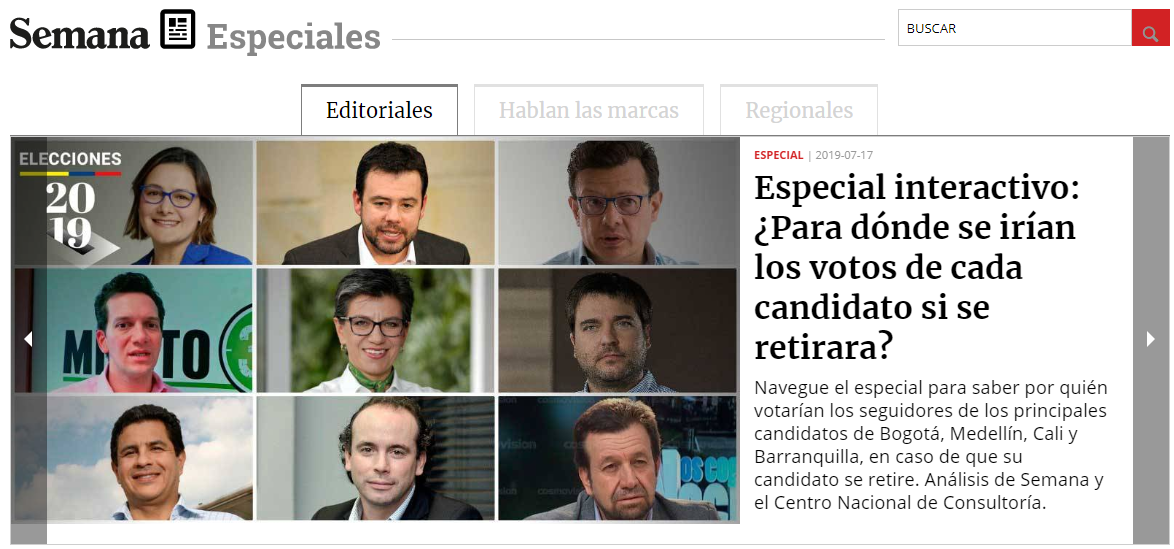 Semana Especiales
BUSCAR
Editoriales
Hablan las marcas
Regionales
ELECCIONES
20
19
ESPECIAL | 2019-07-17
Especial interactivo:
¿Para dónde se irían
los votos de cada
candidato si se
retirara?
Navegue el especial para saber por quién
votarían los seguidores de los principales
candidatos de Bogotá, Medellín, Cali y
Barranquilla, en caso de que su
candidato se retire. Análisis de Semana y
el Centro Nacional de Consultoría.